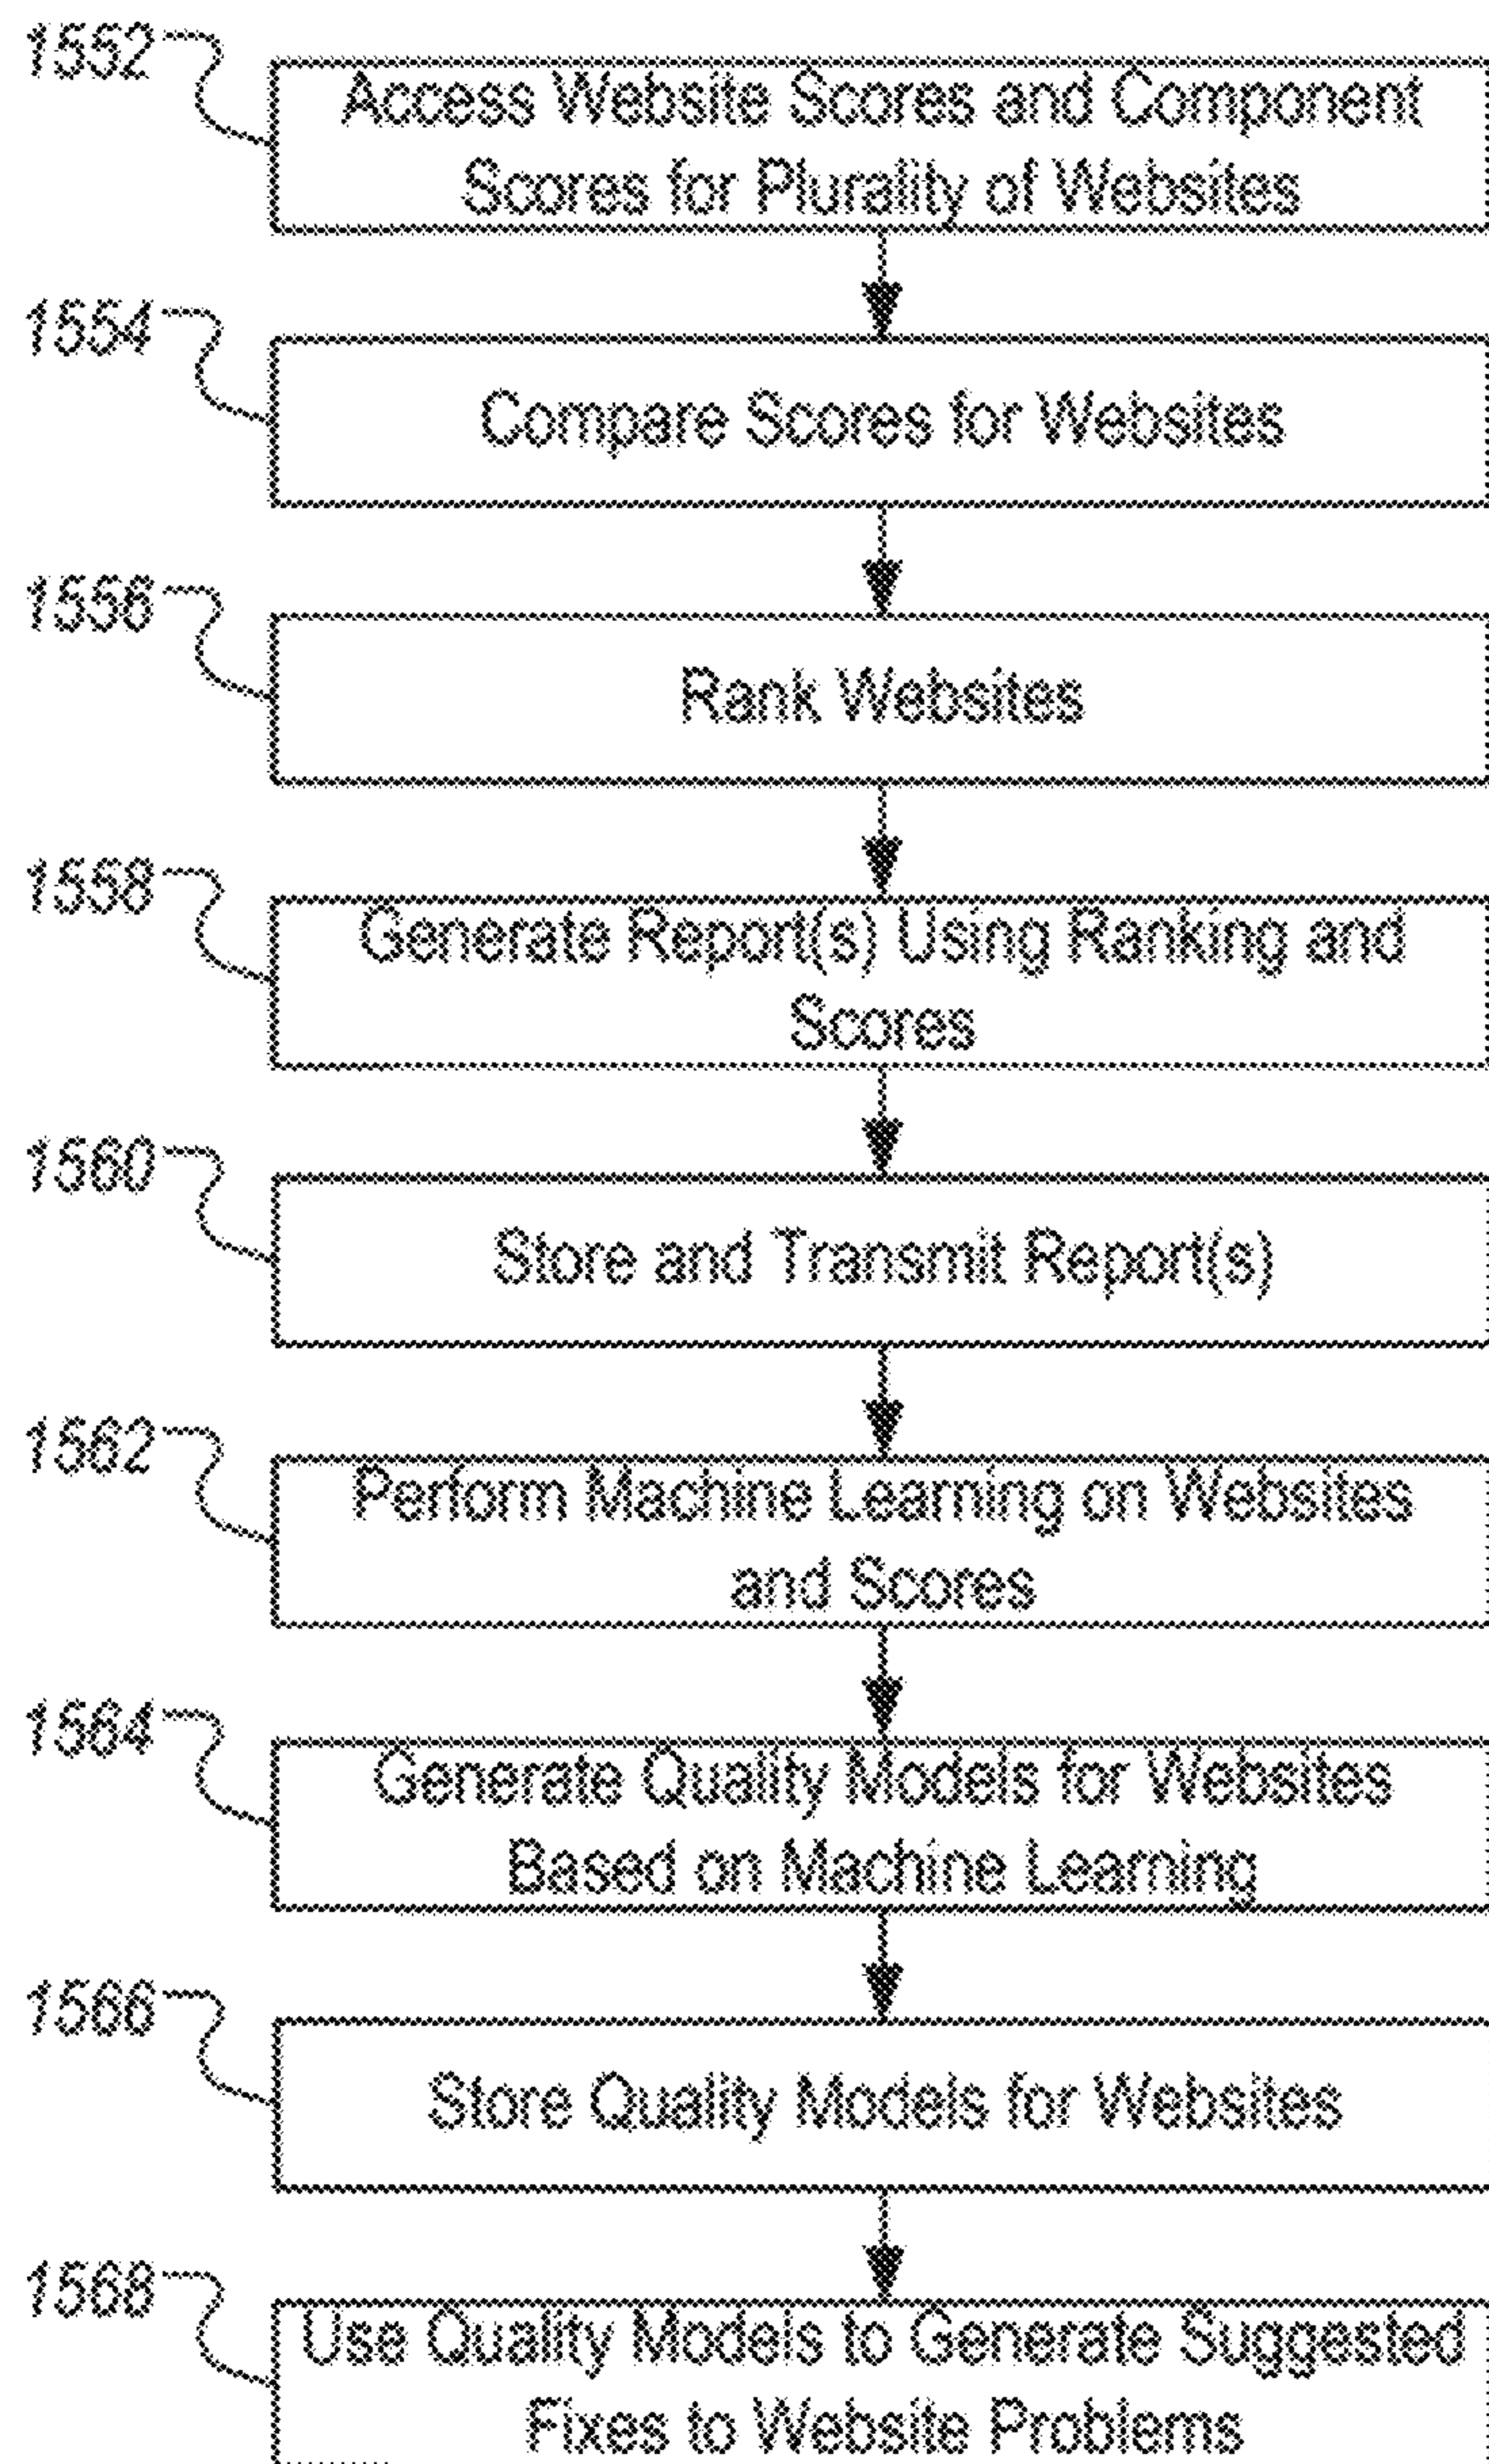 1552
Access Website Scores and Component
Scores for Plurality of Websites
1554
Compare Scores for Websites
1556
Rank Websites
1558
Generate Report(s) Using Ranking and
Scores
1560
Store and Transmit Report(s)
1562
Perform Machine Learning on Websites
and Scores
1564
Generate Quality Models for Websites
Based on Machine Learning
1566
Store Quality Models for Websites
1568
Use Quality Models to Generate Suggested
Fixes to Website Problems